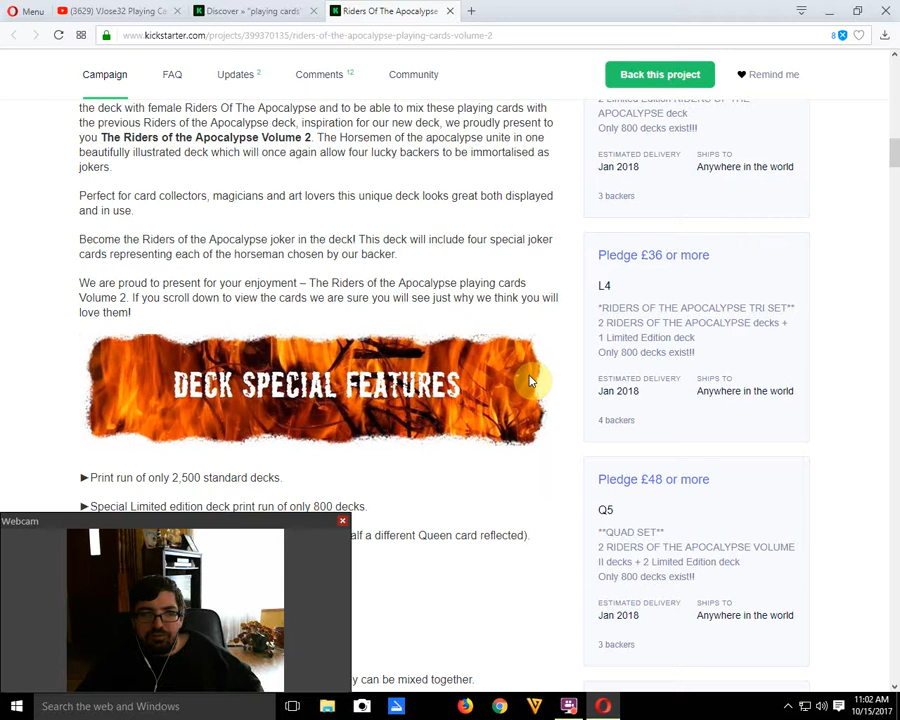 Menu
(3629) VJose32 Playing Ca
Discover » "playing cards"
Riders Of The Apocalypse
www.kickstarter.com/projects/399370135/riders-of-the-apocalypse-playing-cards-volume-2
8
Campaign
FAQ
Updates 2
Comments 12
Community
Back this project
Remind me
the deck with female Riders Of The Apocalypse and to be able to mix these playing cards with
the previous Riders of the Apocalypse deck, inspiration for our new deck, we proudly present to
you The Riders of the Apocalypse Volume 2. The Horsemen of the apocalypse unite in one
beautifully illustrated deck which will once again allow four lucky backers to be immortalised as
jokers.
Perfect for card collectors, magicians and art lovers this unique deck looks great both displayed
and in use.
Become the Riders of the Apocalypse joker in the deck! This deck will include four special joker
cards representing each of the horseman chosen by our backer.
We are proud to present for your enjoyment – The Riders of the Apocalypse playing cards
Volume 2. If you scroll down to view the cards we are sure you will see just why we think you will
love them!
DECK SPECIAL FEATURES
►Print run of only 2,500 standard decks.
►Special Limited edition deck print run of only 800 decks.
alf a different Queen card reflected).
y can be mixed together.
2 Limited Edition RIDERS OF THE
APOCALYPSE deck
Only 800 decks exist!!!
ESTIMATED DELIVERY
SHIPS TO
Jan 2018
Anywhere in the world
3 backers
Pledge £36 or more
L4
*RIDERS OF THE APOCALYPSE TRI SET**
2 RIDERS OF THE APOCALYPSE decks +
1 Limited Edition deck
Only 800 decks exist!!
ESTIMATED DELIVERY
SHIPS TO
Jan 2018
Anywhere in the world
4 backers
Pledge £48 or more
Q5
**QUAD SET**
2 RIDERS OF THE APOCALYPSE VOLUME
II decks + 2 Limited Edition deck
Only 800 decks exist!!
ESTIMATED DELIVERY
SHIPS TO
Jan 2018
Anywhere in the world
3 backers
Webcam
Search the web and Windows
11:02 AM
10/15/2017